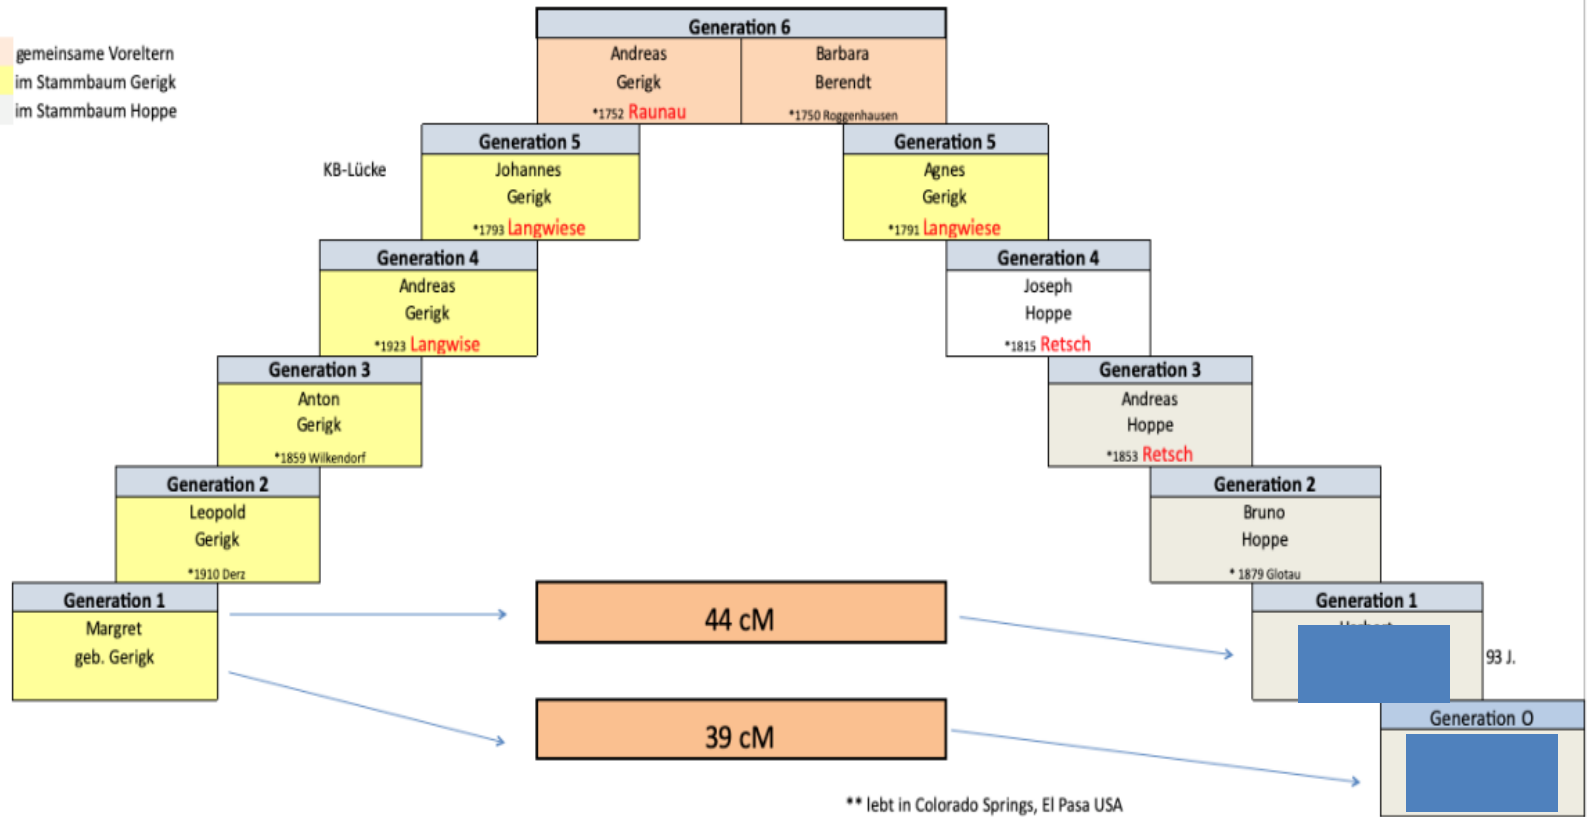 Generation 6
gemeinsame Voreltern
im Stammbaum Gerigk
im Stammbaum Hoppe
Andreas
Gerigk
*1752 Raunau
Barbara
Berendt
*1750 Roggenhausen
KB-Lücke
Generation 5
Johannes
Gerigk
*1793 Langwiese
Generation 5
Agnes
Gerigk
*1791 Langwiese
Generation 4
Andreas
Gerigk
*1923 Langwise
Generation 4
Joseph
Hoppe
*1815 Retsch
Generation 3
Anton
Gerigk
*1859 Wilkendorf
Generation 3
Andreas
Hoppe
*1853 Retsch
Generation 2
Leopold
Gerigk
*1910 Derz
Generation 2
Bruno
Hoppe
* 1879 Glotau
Generation 1
Margret
geb. Gerigk
44 cM
Generation 1
93 J.
39 cM
Generation O
** lebt in Colorado Springs, El Pasa USA